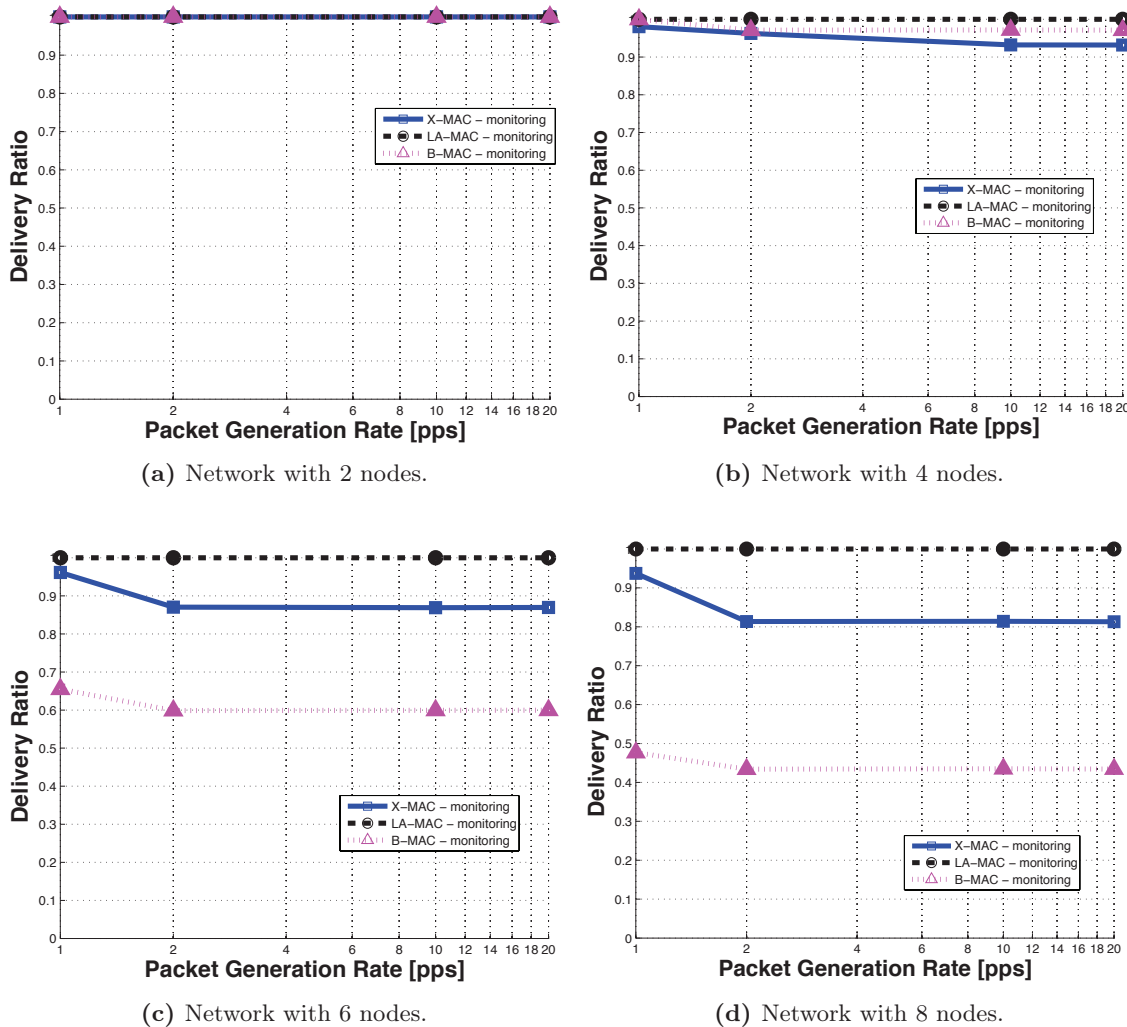 0.9
0.8
0.7
0.6
0.5
0.4
0.3
0.2
0.1
0
Delivery Ratio
X−MAC − monitoring
LA−MAC − monitoring
B−MAC − monitoring
1 2 4 6 8 10 12 14 16 18 20
Packet Generation Rate [pps]
(a) Network with 2 nodes.
0.9
0.8
0.7
0.6
0.5
0.4
0.3
0.2
0.1
0
Delivery Ratio
X−MAC − monitoring
LA−MAC − monitoring
B−MAC − monitoring
1 2 4 6 8 10 12 14 16 18 20
Packet Generation Rate [pps]
(b) Network with 4 nodes.
0.9
0.8
0.7
0.6
0.5
0.4
0.3
0.2
0.1
0
Delivery Ratio
X−MAC − monitoring
LA−MAC − monitoring
B−MAC − monitoring
1 2 4 6 8 10 12 14 16 18 20
Packet Generation Rate [pps]
(c) Network with 6 nodes.
1
0.9
0.8
0.7
0.6
0.5
0.4
0.3
0.2
0.1
0
Delivery Ratio
X−MAC − monitoring
LA−MAC − monitoring
B−MAC − monitoring
1 2 4 6 8 10 12 14 16 18 20
Packet Generation Rate [pps]
(d) Network with 8 nodes.